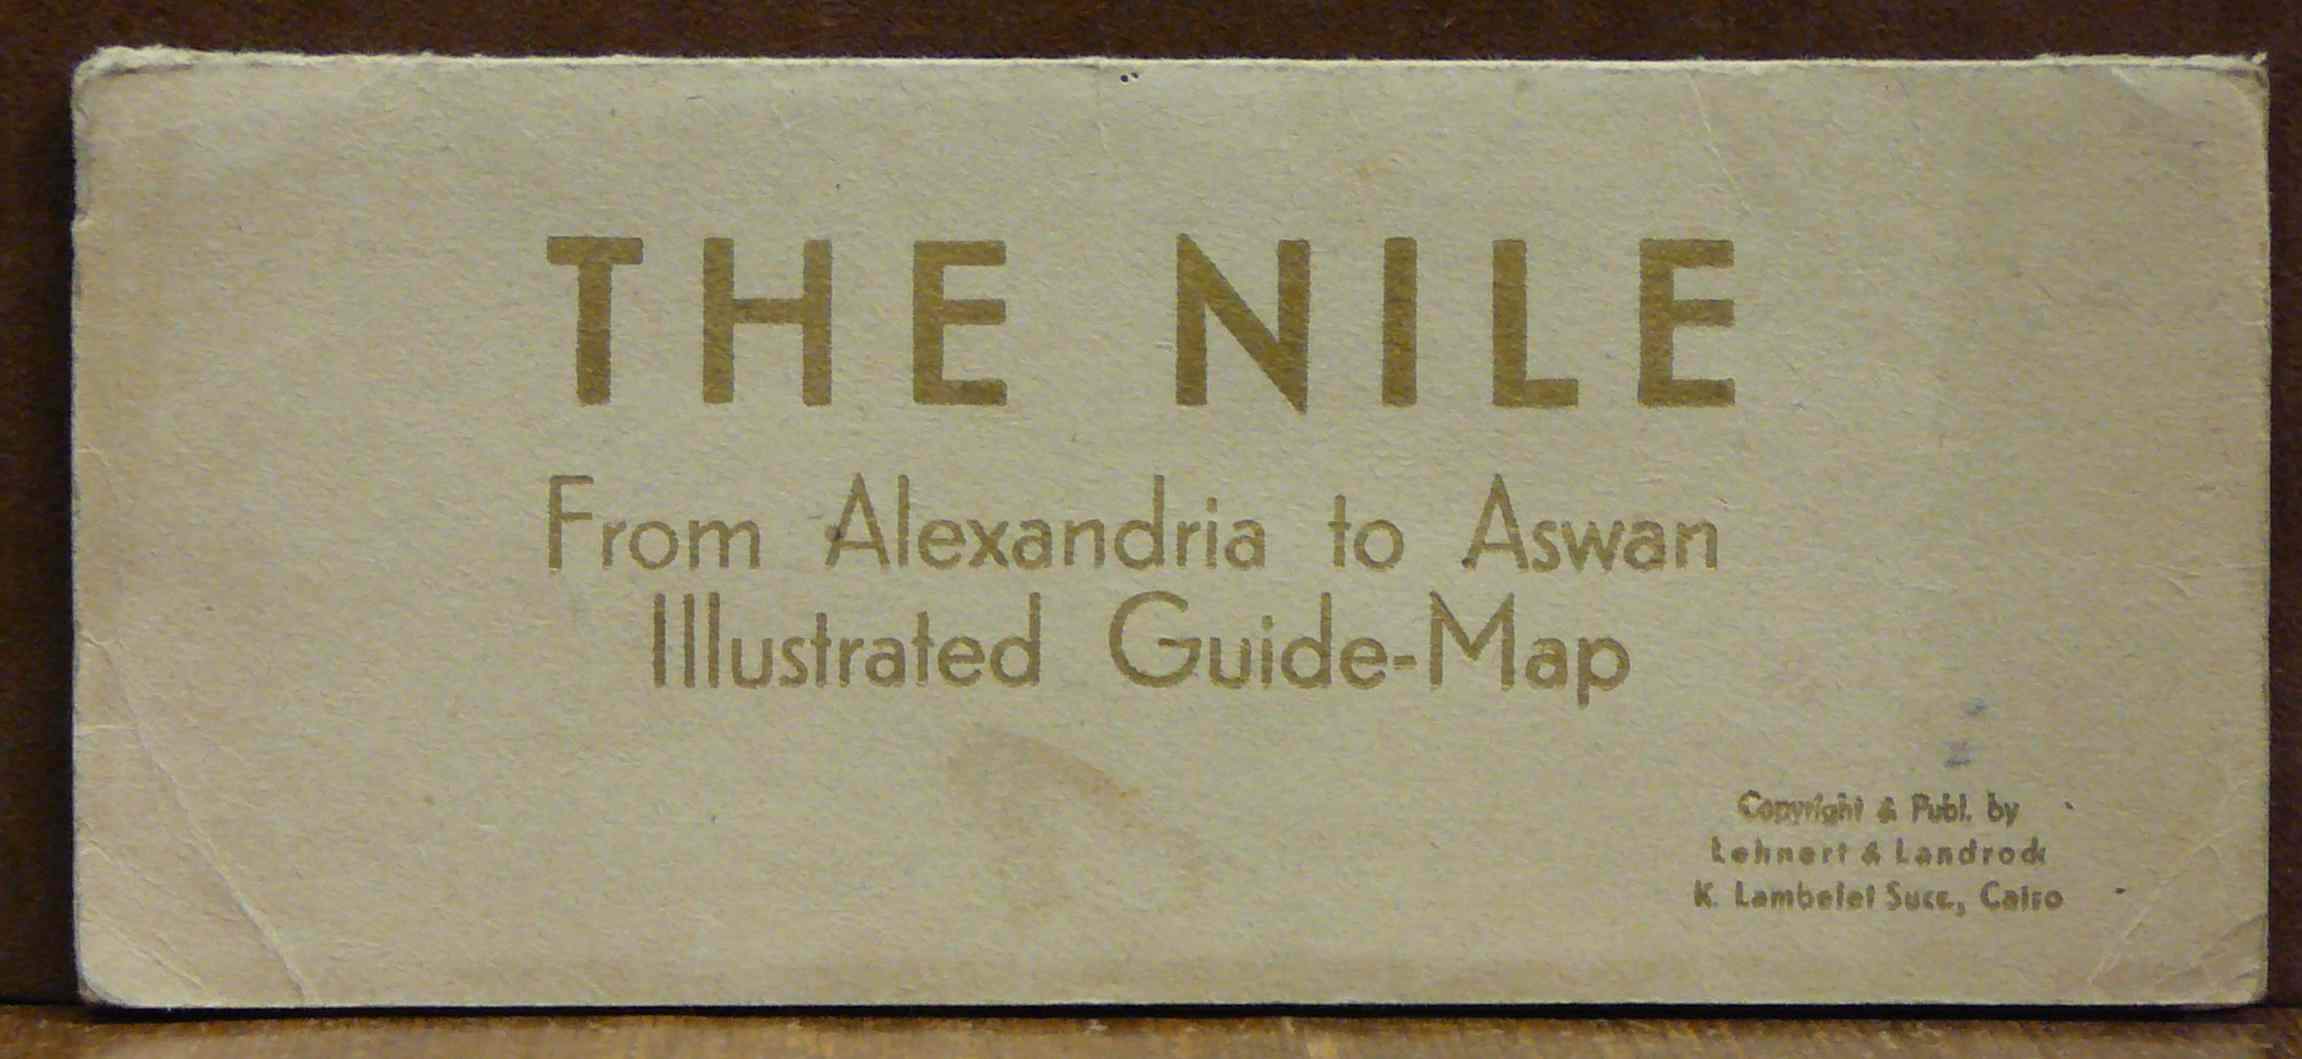 THE NILE
From Alexandria to Aswan
Illustrated Guide-Map
Copyright & Publ. by
Lehnert & Landrock
K. Lambelet Succ., Cairo